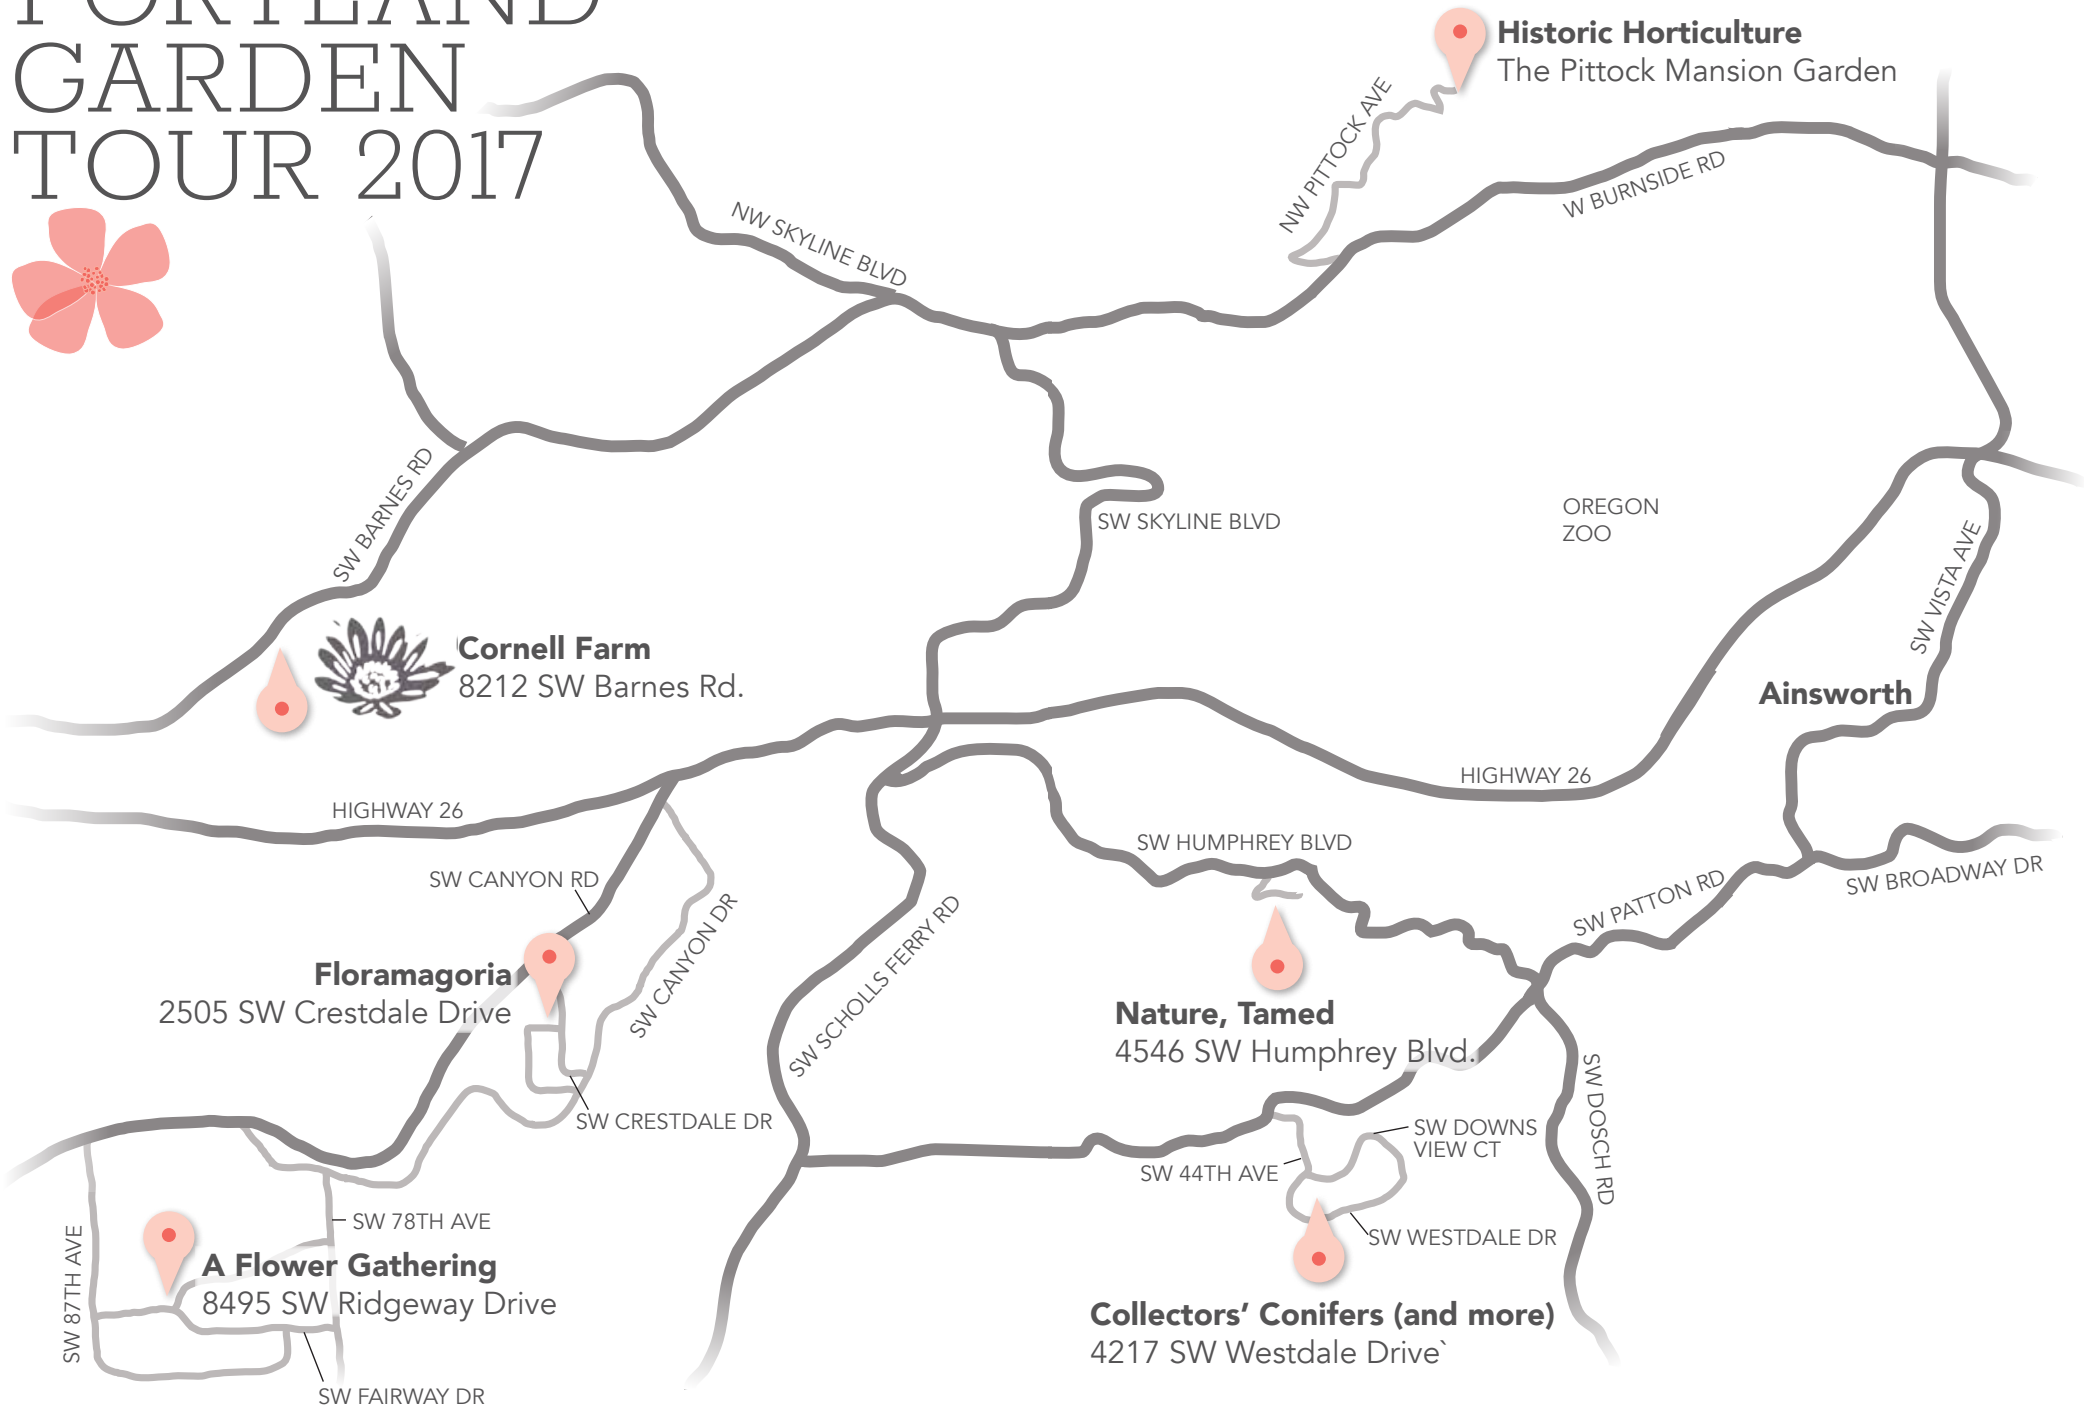 PORTLAND
GARDEN
TOUR 2017
Historic Horticulture
The Pittock Mansion Garden
NW PITTOCK AVE
W BURNSIDE RD
NW SKYLINE BLVD
SW BARNES RD
SW SKYLINE BLVD
OREGON
ZOO
SW VISTA AVE
Cornell Farm
8212 SW Barnes Rd.
Ainsworth
HIGHWAY 26
HIGHWAY 26
SW HUMPHREY BLVD
SW CANYON RD
SW CANYON DR
SW SCHOLLS FERRY RD
SW PATTON RD
SW BROADWAY DR
Floramagoria
2505 SW Crestdale Drive
Nature, Tamed
4546 SW Humphrey Blvd.
SW CRESTDALE DR
SW DOWNS
VIEW CT
SW DOSCH RD
SW 44TH AVE
SW 78TH AVE
SW WESTDALE DR
SW 87TH AVE
A Flower Gathering
8495 SW Ridgeway Drive
Collectors’ Conifers (and more)
4217 SW Westdale Drive`
SW FAIRWAY DR